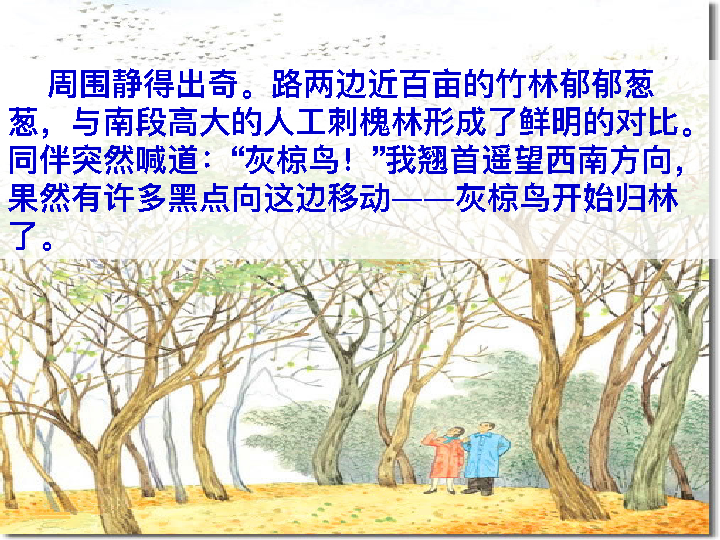 周围静得出奇。路两边近百亩的竹林郁郁葱
葱，与南段高大的人工刺槐林形成了鲜明的对比。
同伴突然喊道：“灰椋鸟！”我翘首遥望西南方向，
果然有许多黑点向这边移动——灰椋鸟开始归林
了。